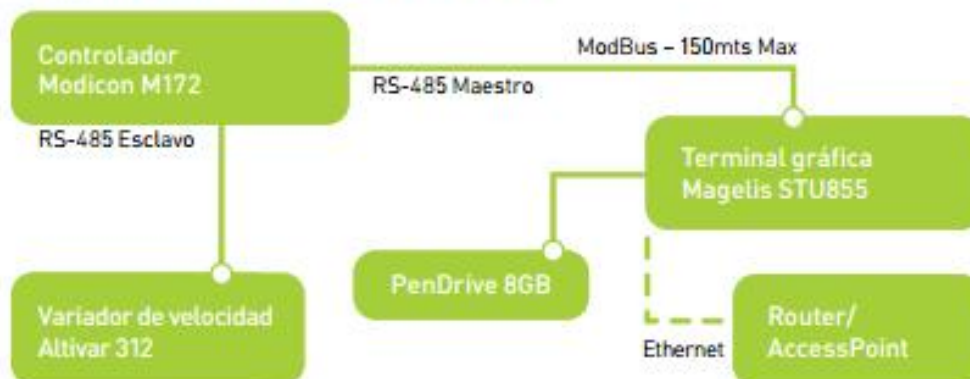 Controlador
Modicon M172
ModBus – 150mts Max
RS-485 Maestro
RS-485 Esclavo
Terminal gráfica
Magelis STU855
PenDrive 8GB
Variador de velocidad
Altivar 312
Ethernet
Router/
AccessPoint